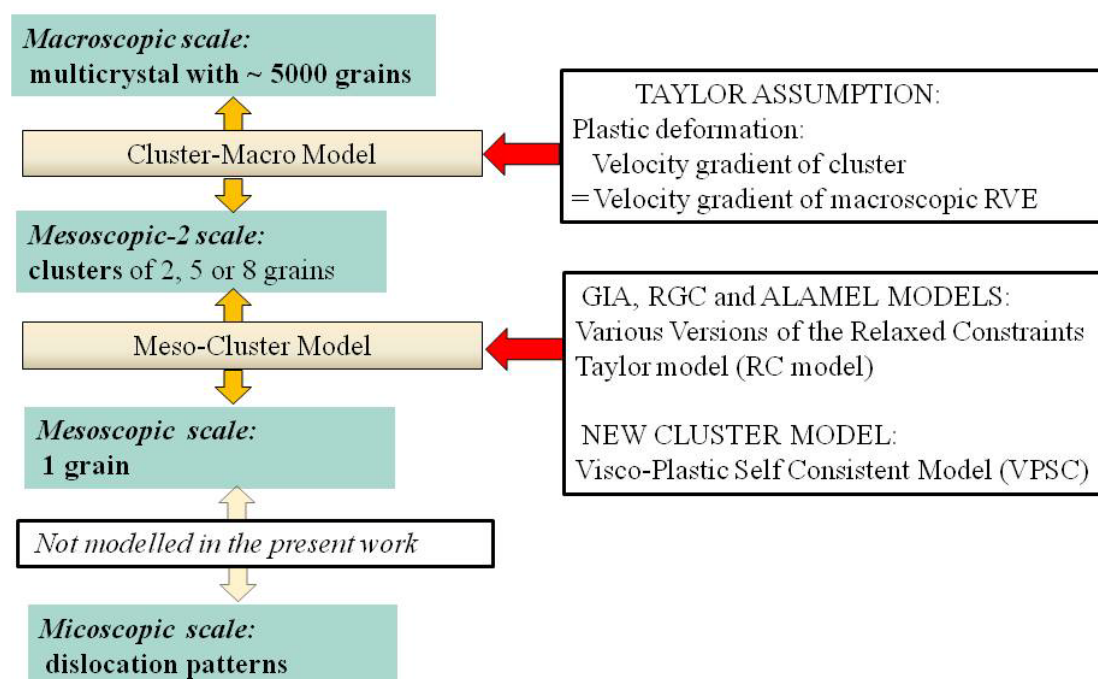 Macroscopic scale:
multicrystal with ~ 5000 grains
Cluster-Macro Model
TAYLOR ASSUMPTION:
Plastic deformation:
Velocity gradient of cluster
= Velocity gradient of macroscopic RVE
Mesoscopic-2 scale:
clusters of 2, 5 or 8 grains
Meso-Cluster Model
GIA, RGC and ALAMEL MODELS:
Various Versions of the Relaxed Constraints
Taylor model (RC model)
NEW CLUSTER MODEL:
Visco-Plastic Self Consistent Model (VPSC)
Mesoscopic scale:
1 grain
Not modelled in the present work
Micoscopic scale:
dislocation patterns